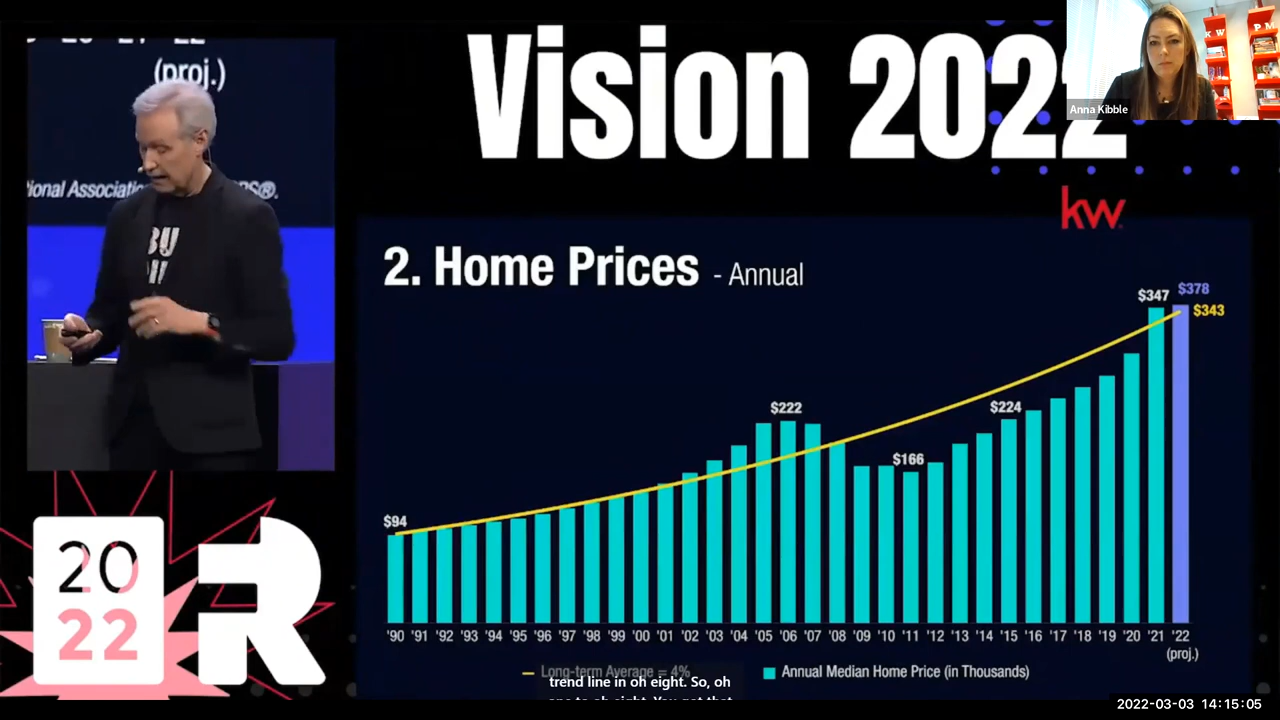 (proj.)
Vision 2022
Anna Kibble
K W
P M
kw
BU
2. Home Prices - Annual
$347
$378
$343
$222
$224
$166
$94
'90 '91 '92 '93 '94 '95 '96 '97 '98 '99 '00 '01 '02 '03 '04 '05 '06 '07 '08 '09 '10 '11 '12 '13 '14 '15 '16 '17 '18 '19 '20 '21 '22
(proj.)
Long-term Average = 4%
Annual Median Home Price (in Thousands)
trend line in oh eight. So, oh
20
22
R
2022-03-03 14:15:05